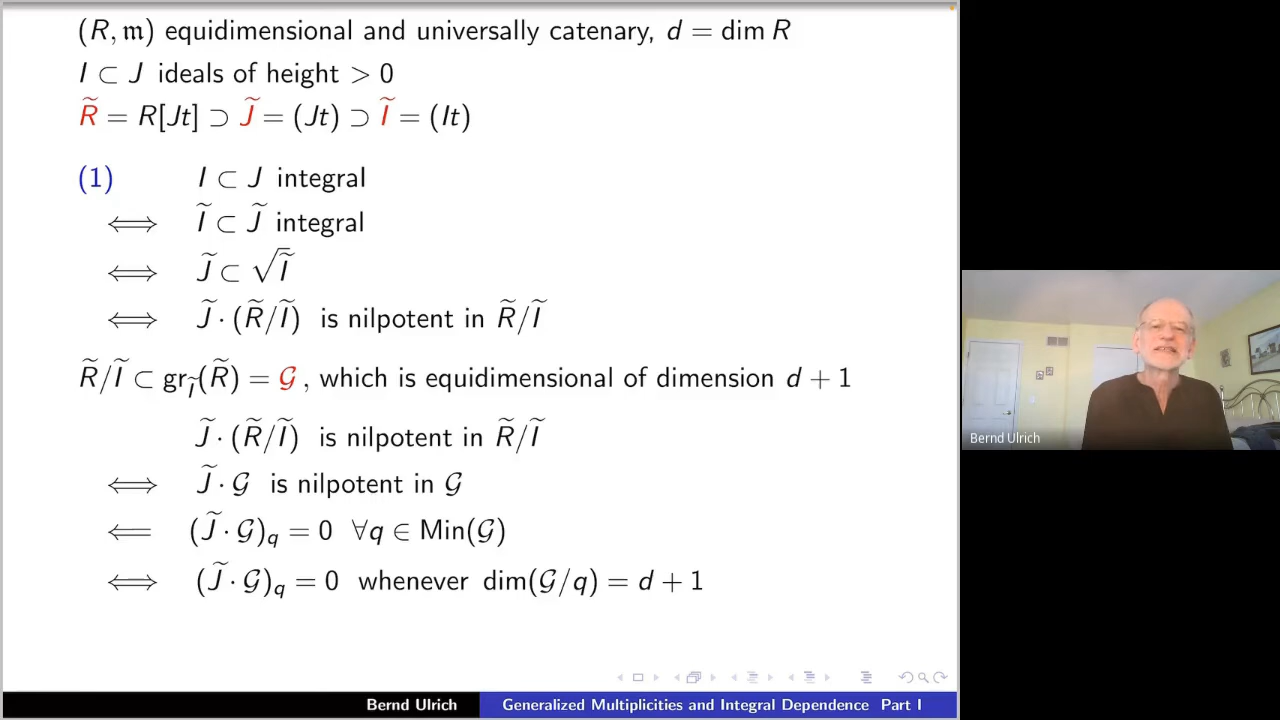 (R, 𝔪) equidimensional and universally catenary, d = dim R
I ⊂ J ideals of height > 0
R̃ = R[Jt] ⊃ J̃ = (Jt) ⊃ Ĩ = (It)
(1) I ⊂ J integral
⟺ Ĩ ⊂ J̃ integral
⟺ J̃ ⊂ √Ĩ
⟺ J̃ · (R̃/Ĩ) is nilpotent in R̃/Ĩ
R̃/Ĩ ⊂ gr_Ĩ(R̃) = 𝒢 , which is equidimensional of dimension d + 1
J̃ · (R̃/Ĩ) is nilpotent in R̃/Ĩ
⟺ J̃ · 𝒢 is nilpotent in 𝒢
⟸ (J̃ · 𝒢)_q = 0 ∀q ∈ Min(𝒢)
⟺ (J̃ · 𝒢)_q = 0 whenever dim(𝒢/q) = d + 1
Bernd Ulrich
Bernd Ulrich Generalized Multiplicities and Integral Dependence Part I